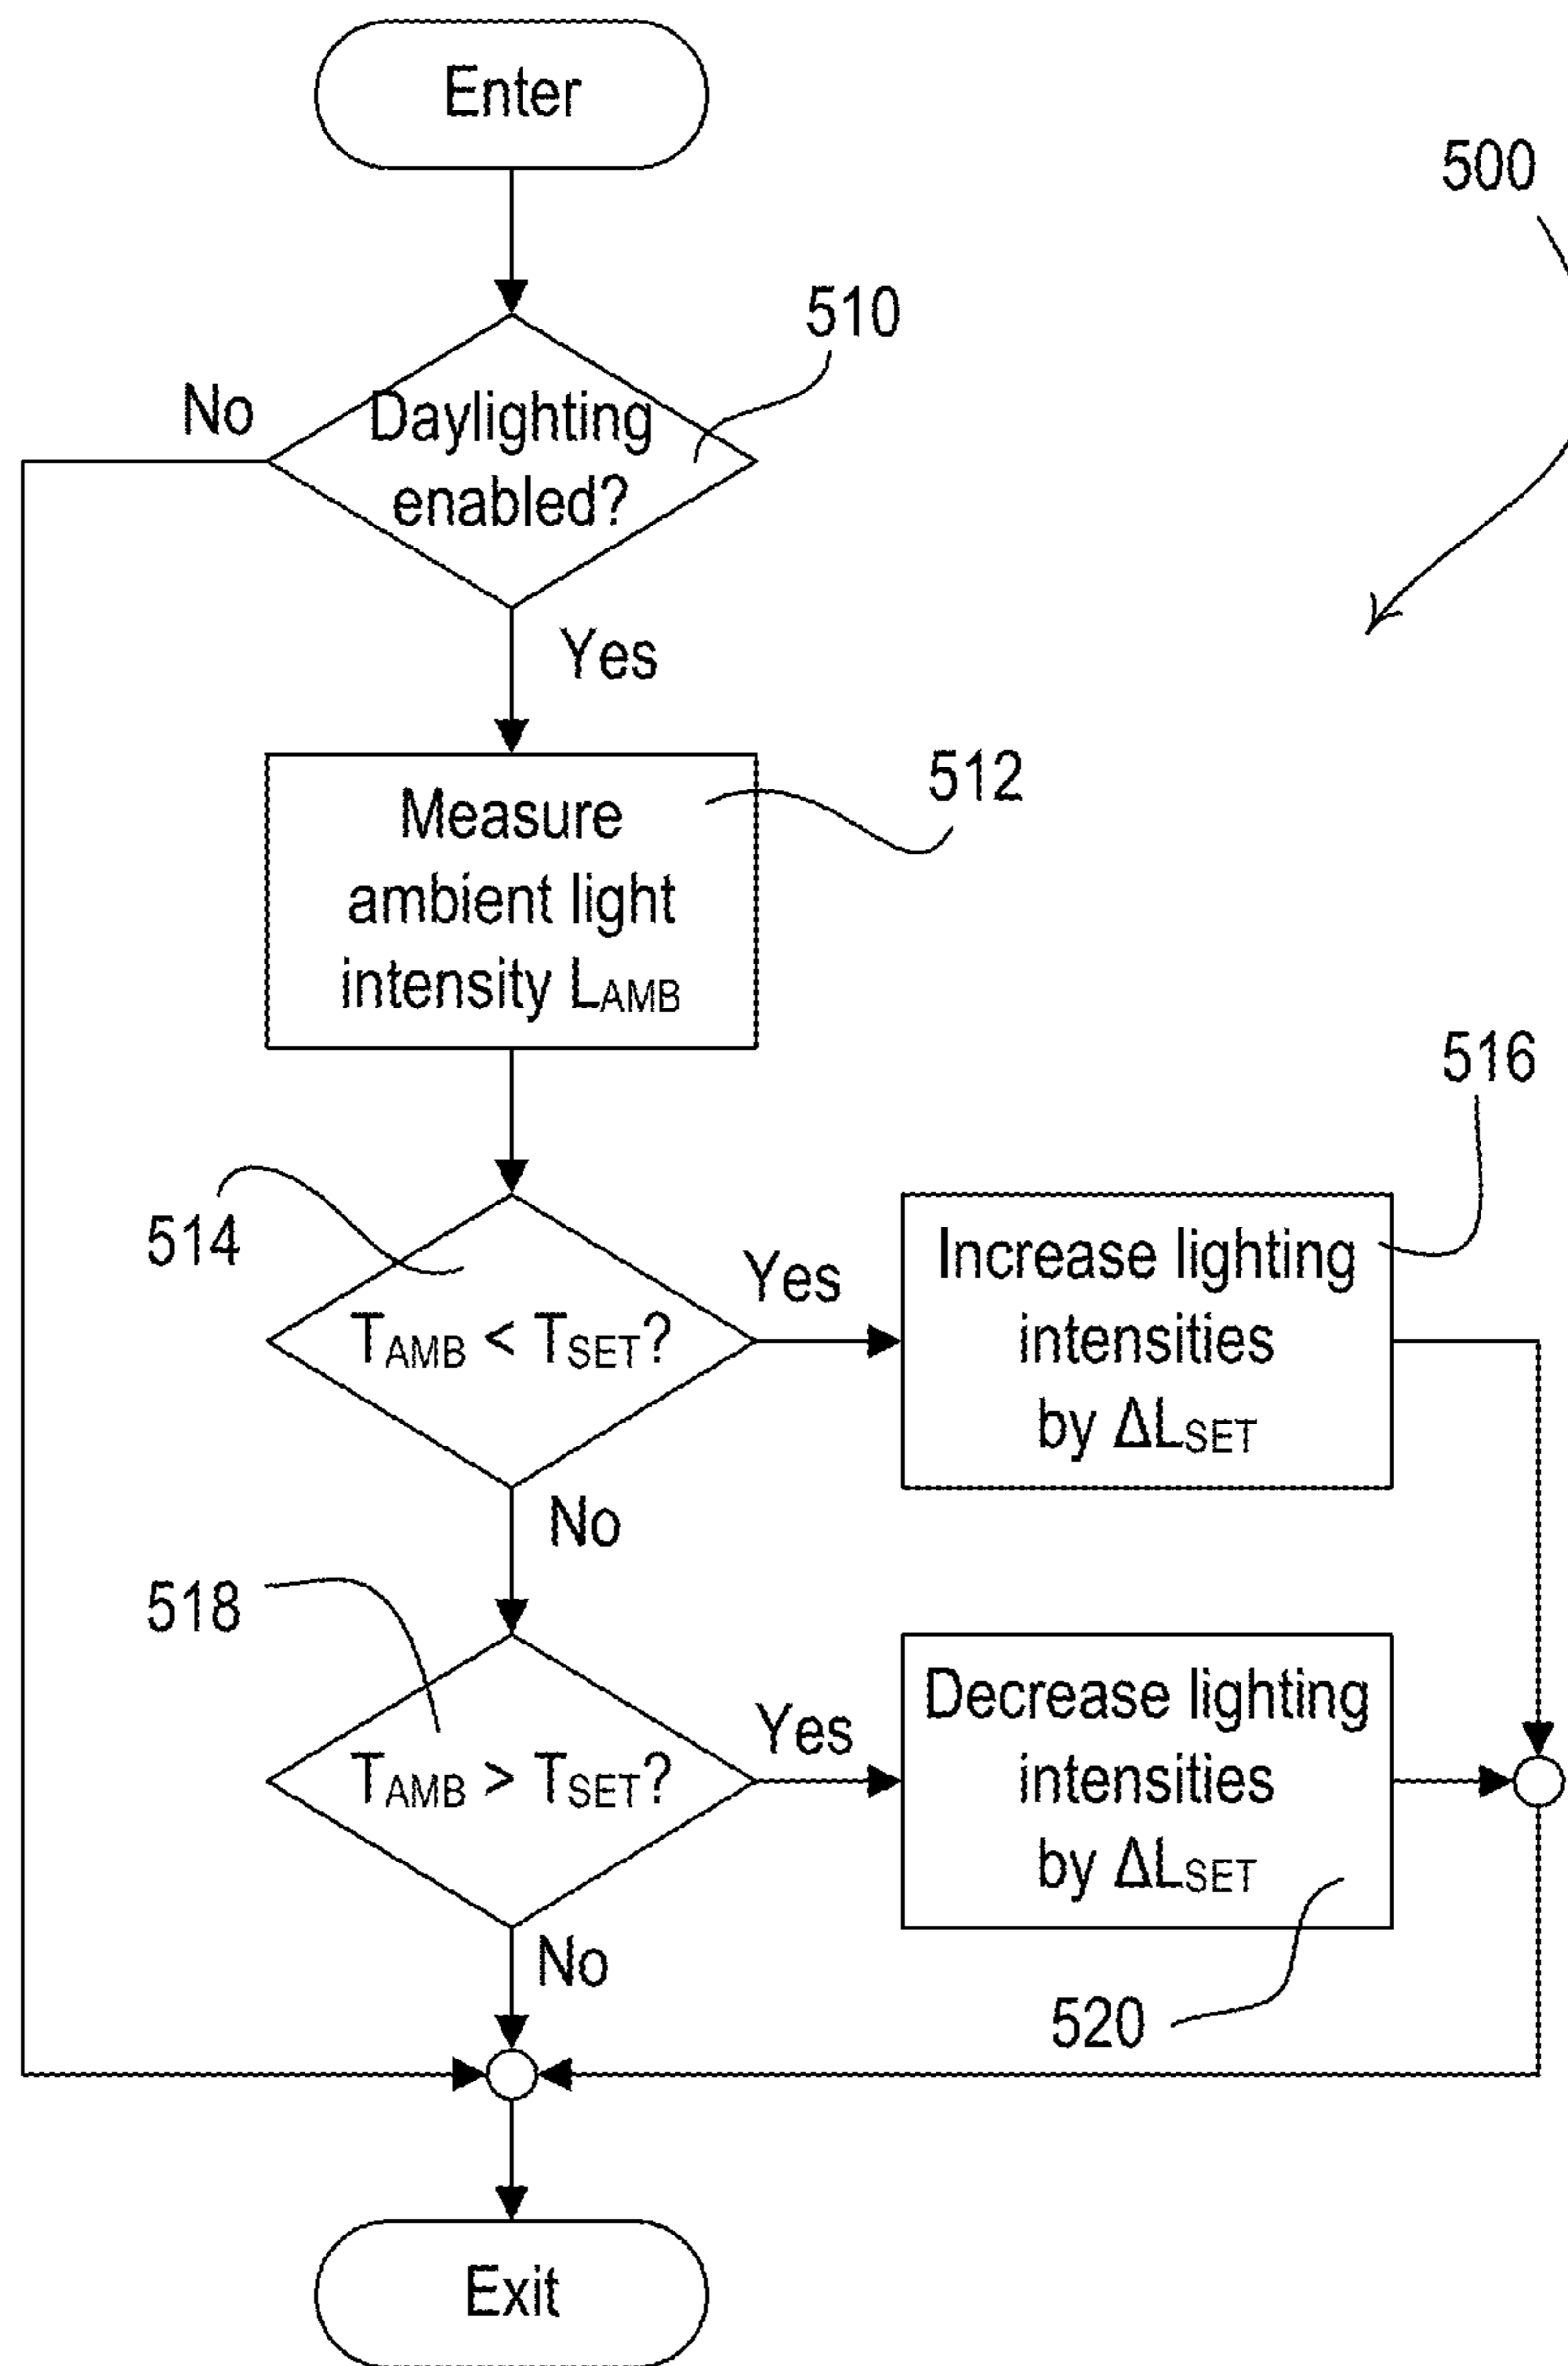 Enter
500
510
No
Daylighting
enabled?
Yes
512
Measure
ambient light
intensity LAMB
516
514
Yes
Increase lighting
intensities
by ΔLSET
TAMB < TSET?
No
518
Yes
Decrease lighting
intensities
by ΔLSET
TAMB > TSET?
No
520
Exit